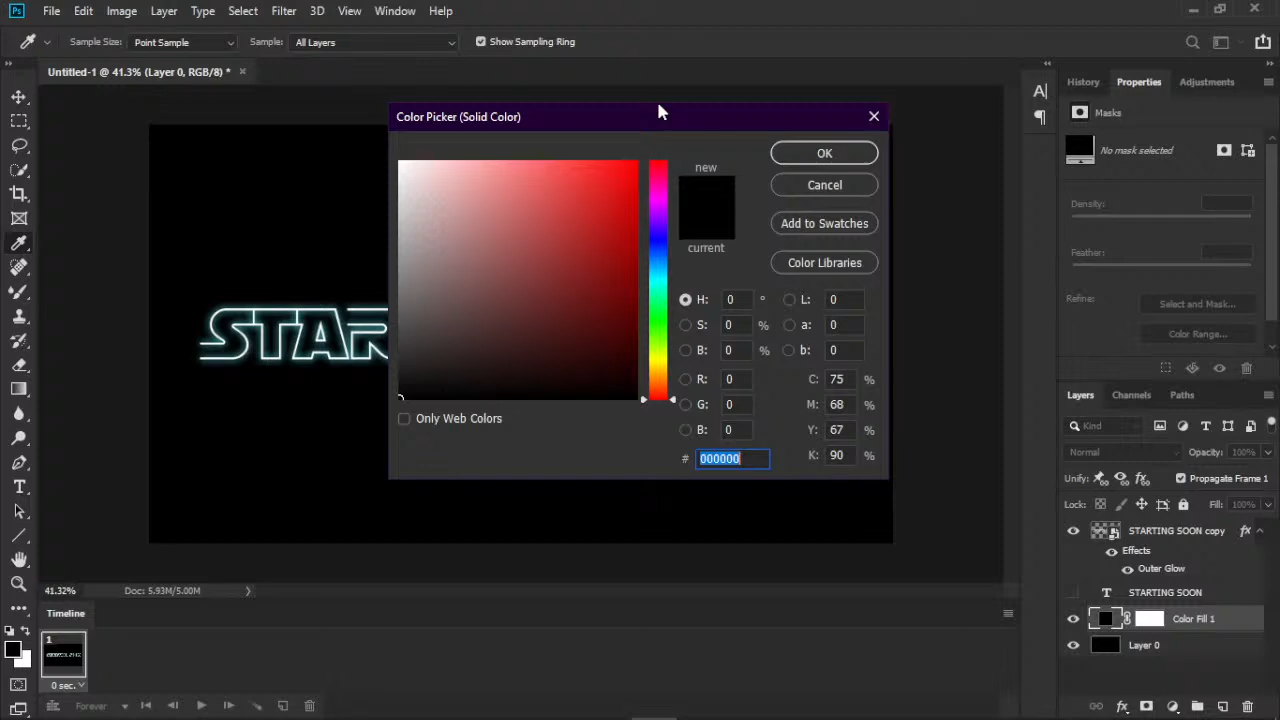 Ps File Edit Image Layer Type Select Filter 3D View Window Help
Sample Size: Point Sample Sample: All Layers Show Sampling Ring
Untitled-1 @ 41.3% (Layer 0, RGB/8) *
History Properties Adjustments
Masks
No mask selected
Density:
Feather:
Refine: Select and Mask...
Color Range...
Color Picker (Solid Color)
new
current
OK
Cancel
Add to Swatches
Color Libraries
H: 0 ° L: 0
S: 0 % a: 0
B: 0 % b: 0
R: 0 C: 75 %
G: 0 M: 68 %
B: 0 Y: 67 %
# 000000 K: 90 %
Only Web Colors
STAR
Layers Channels Paths
Kind
Normal Opacity: 100%
Unify: Propagate Frame 1
Lock: Fill: 100%
STARTING SOON copy fx
Effects
Outer Glow
T STARTING SOON
Color Fill 1
Layer 0
41.32% Doc: 5.93M/5.00M
Timeline
1
0 sec.
Forever
fx